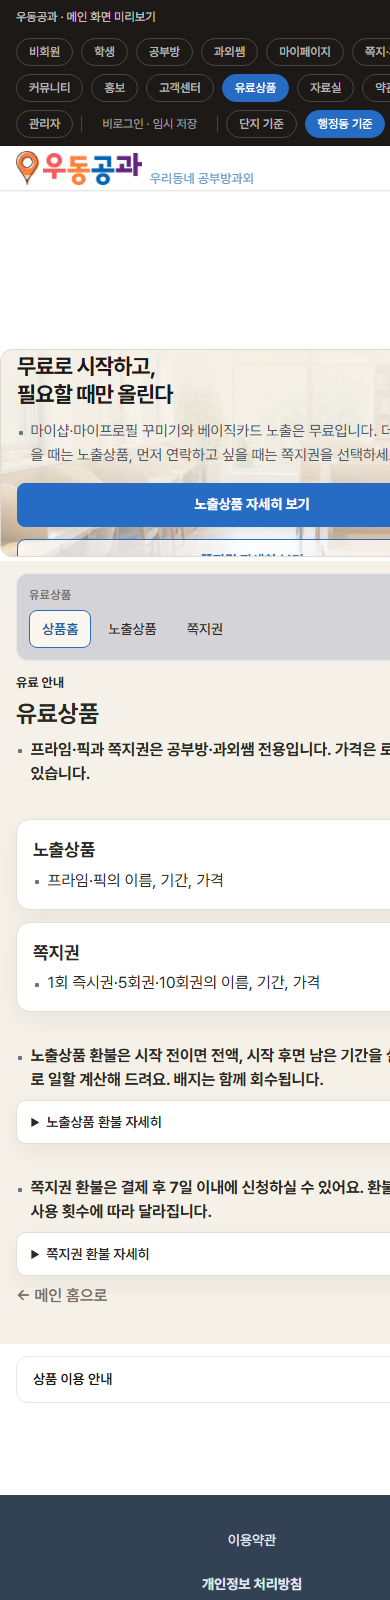 우동공과 · 메인 화면 미리보기
비회원 학생 공부방 과외쌤 마이페이지 쪽지·
커뮤니티 홍보 고객센터 유료상품 자료실
관리자 비로그인 · 임시 저장 단지 기준 행정동 기준
우동공과 우리동네 공부방과외
무료로 시작하고,
필요할 때만 올린다
▪ 마이샵·마이프로필 꾸미기와 베이직카드 노출은 무료입니다.
을 때는 노출상품, 먼저 연락하고 싶을 때는 쪽지권을 선택하세
노출상품 자세히 보기
유료상품
상품홈 노출상품 쪽지권
유료 안내
유료상품
▪ 프라임·픽과 쪽지권은 공부방·과외쌤 전용입니다. 가격은
있습니다.
노출상품
▪ 프라임·픽의 이름, 기간, 가격
쪽지권
▪ 1회 즉시권·5회권·10회권의 이름, 기간, 가격
▪ 노출상품 환불은 시작 전이면 전액, 시작 후면 남은 기간을
로 일할 계산해 드려요. 배지는 함께 회수됩니다.
▶ 노출상품 환불 자세히
▪ 쪽지권 환불은 결제 후 7일 이내에 신청하실 수 있어요.
사용 횟수에 따라 달라집니다.
▶ 쪽지권 환불 자세히
← 메인 홈으로
상품 이용 안내
이용약관
개인정보 처리방침